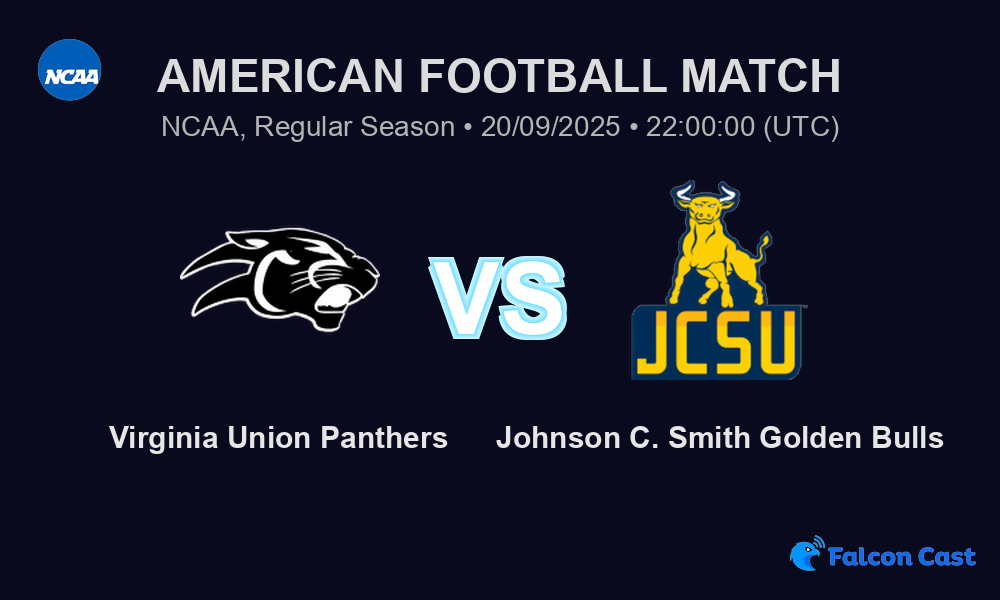 NCAA
AMERICAN FOOTBALL MATCH
NCAA, Regular Season • 20/09/2025 • 22:00:00 (UTC)
VS
JCSU
Virginia Union Panthers
Johnson C. Smith Golden Bulls
Falcon Cast